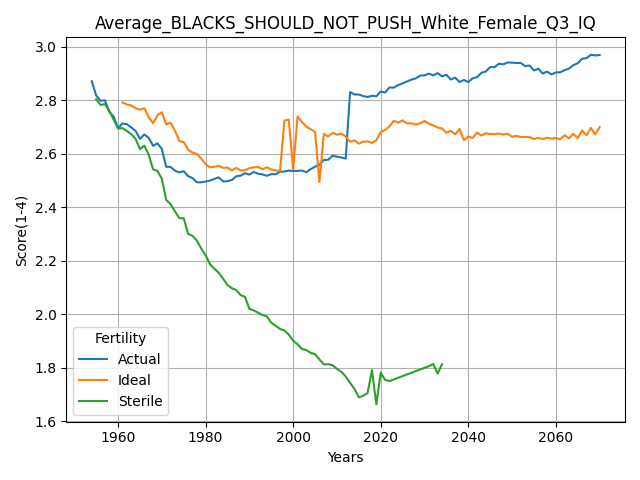 Average_BLACKS_SHOULD_NOT_PUSH_White_Female_Q3_IQ
3.0
2.8
2.6
2.4
2.2
2.0
1.8
1.6
Score(1-4)
Fertility
Actual
Ideal
Sterile
1960 1980 2000 2020 2040 2060
Years